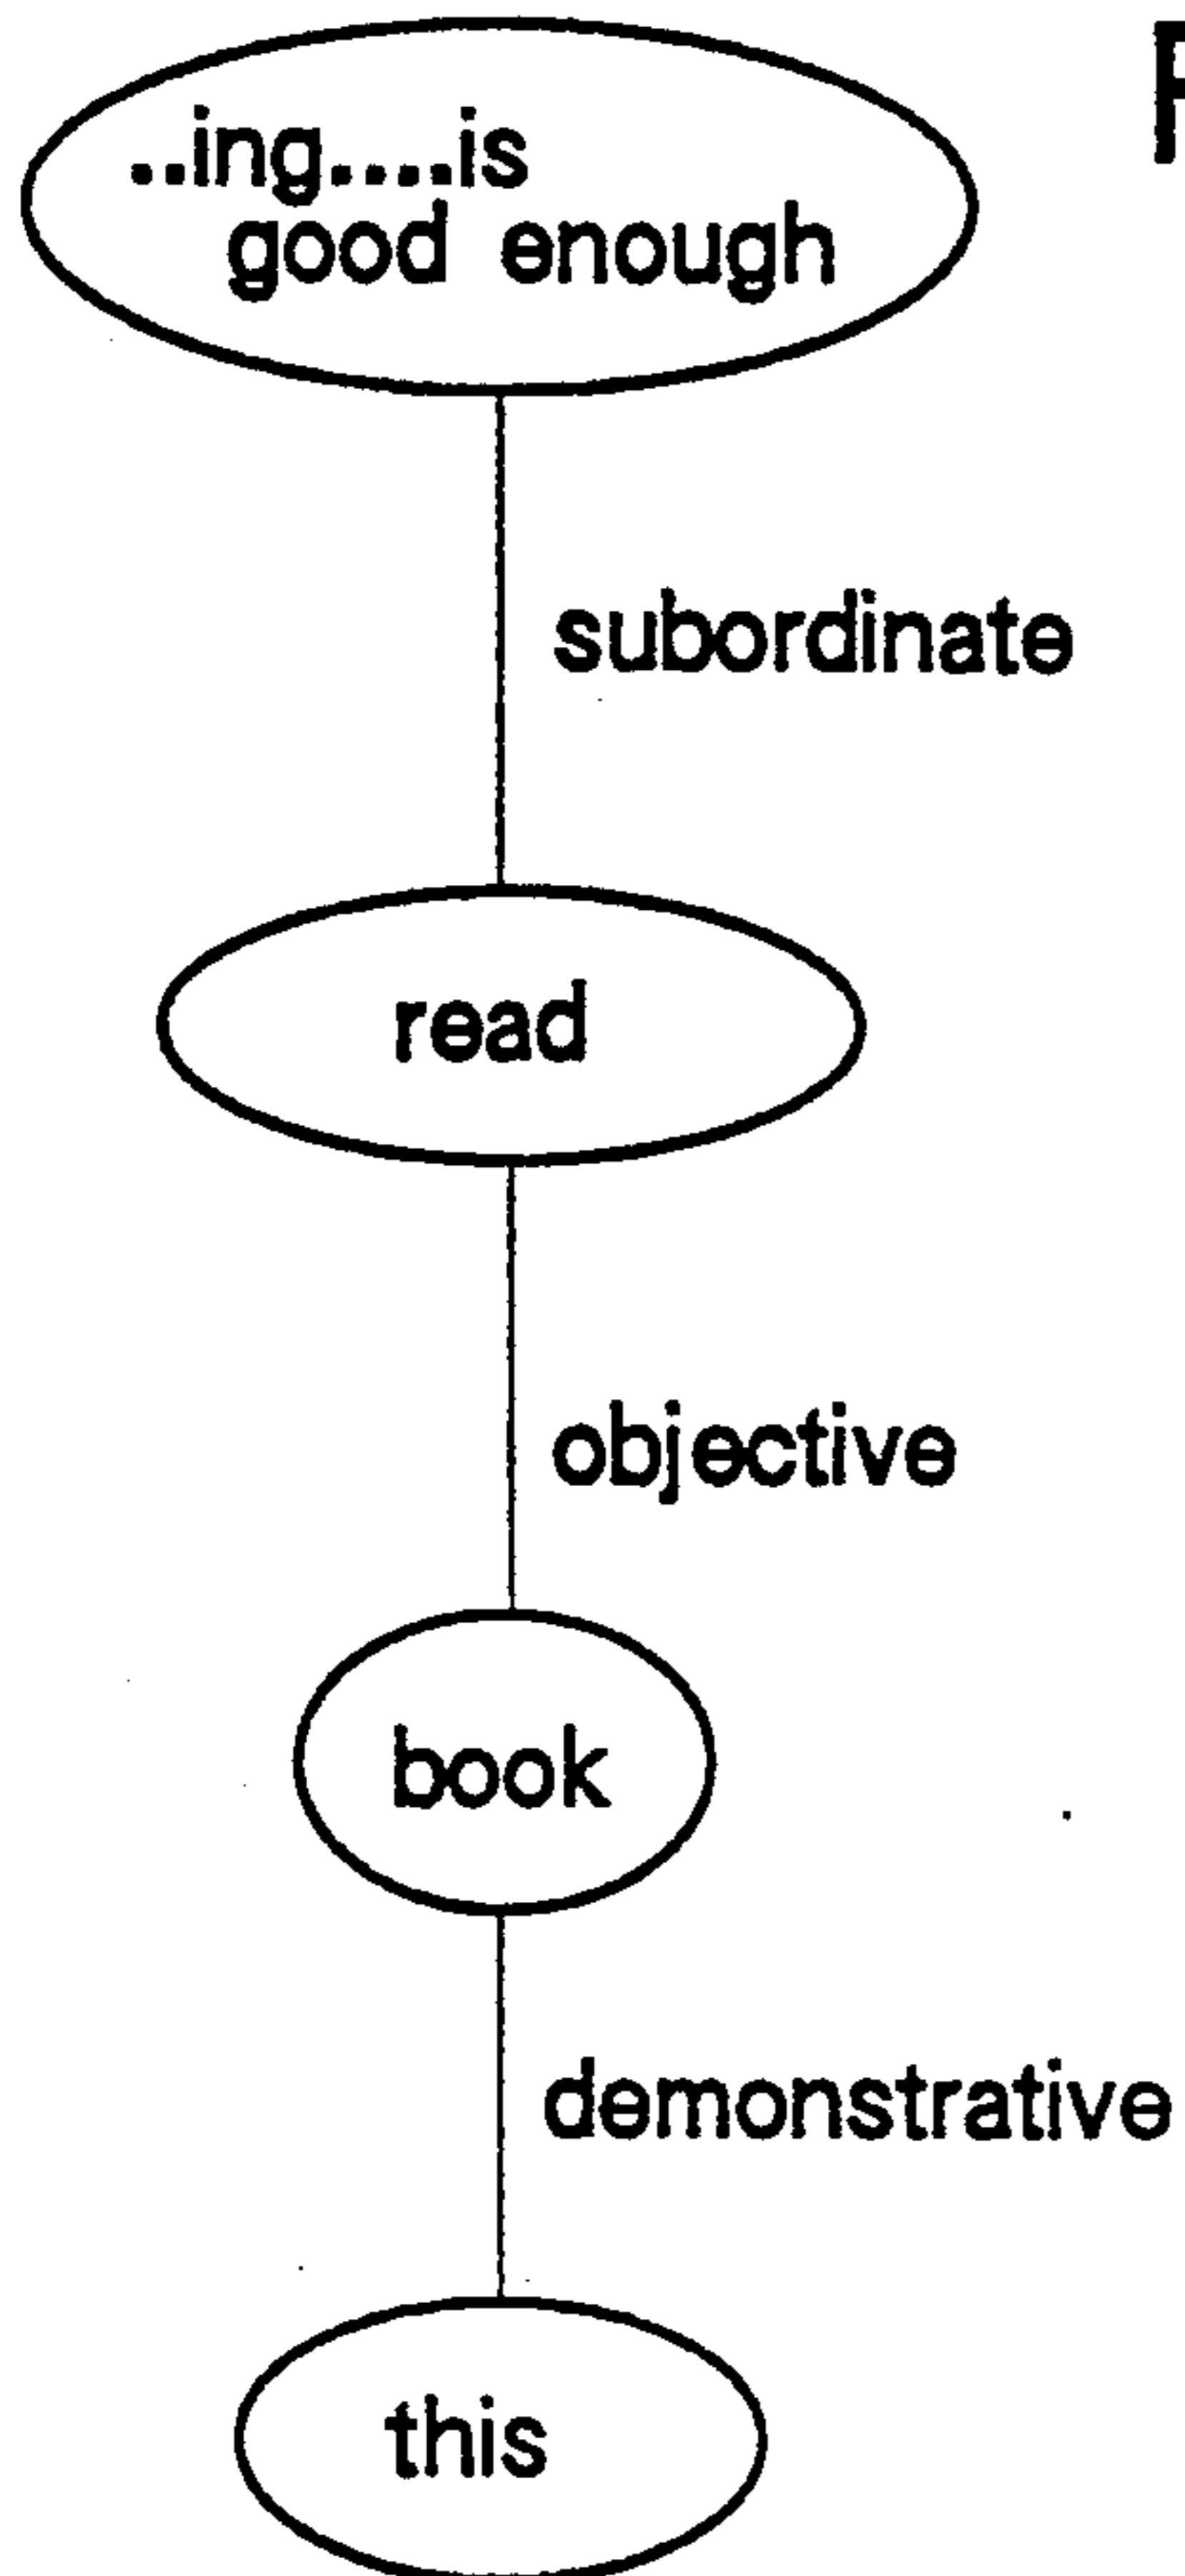 ..ing....is
good enough
subordinate
read
objective
book
demonstrative
this